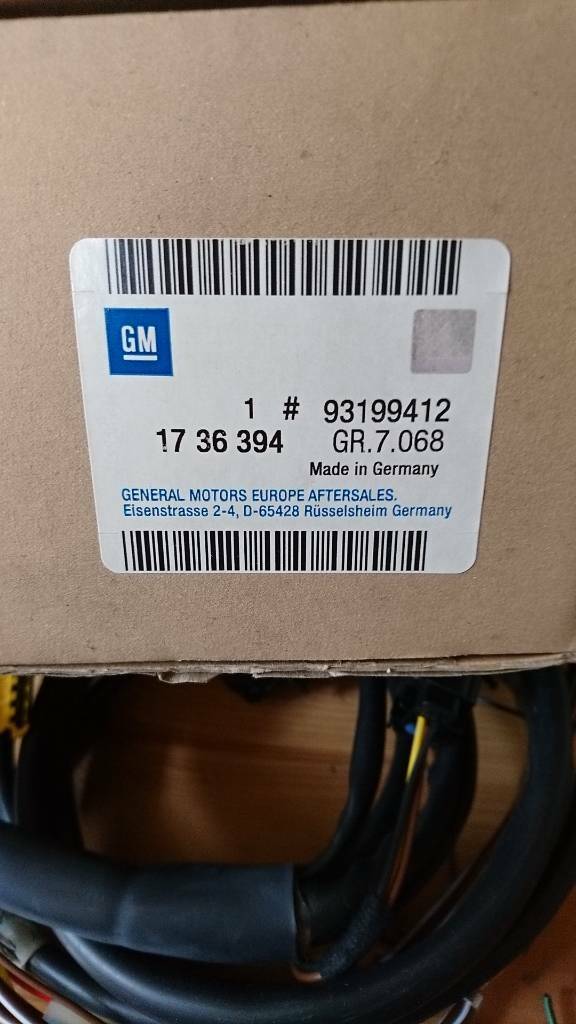 GM
1 # 93199412
17 36 394 GR.7.068
Made in Germany
GENERAL MOTORS EUROPE AFTERSALES.
Eisenstrasse 2-4, D-65428 Rüsselsheim Germany